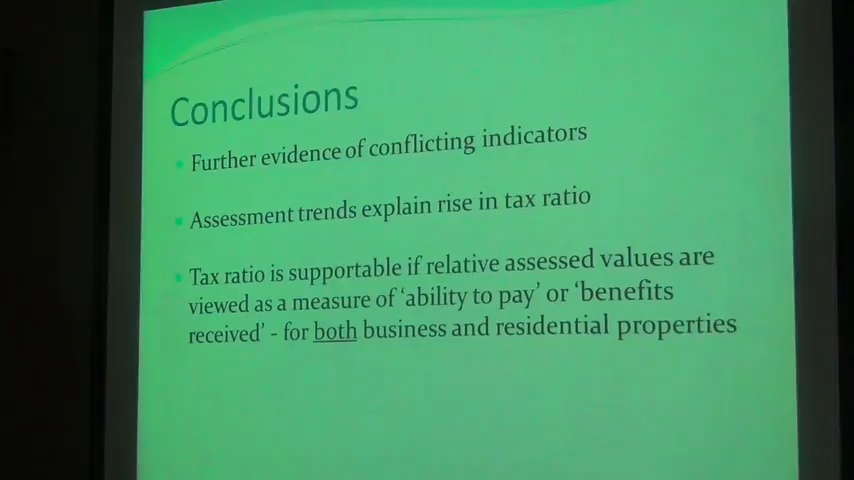 Conclusions
Further evidence of conflicting indicators
Assessment trends explain rise in tax ratio
Tax ratio is supportable if relative assessed values are
viewed as a measure of ‘ability to pay’ or ‘benefits
received’ - for both business and residential properties